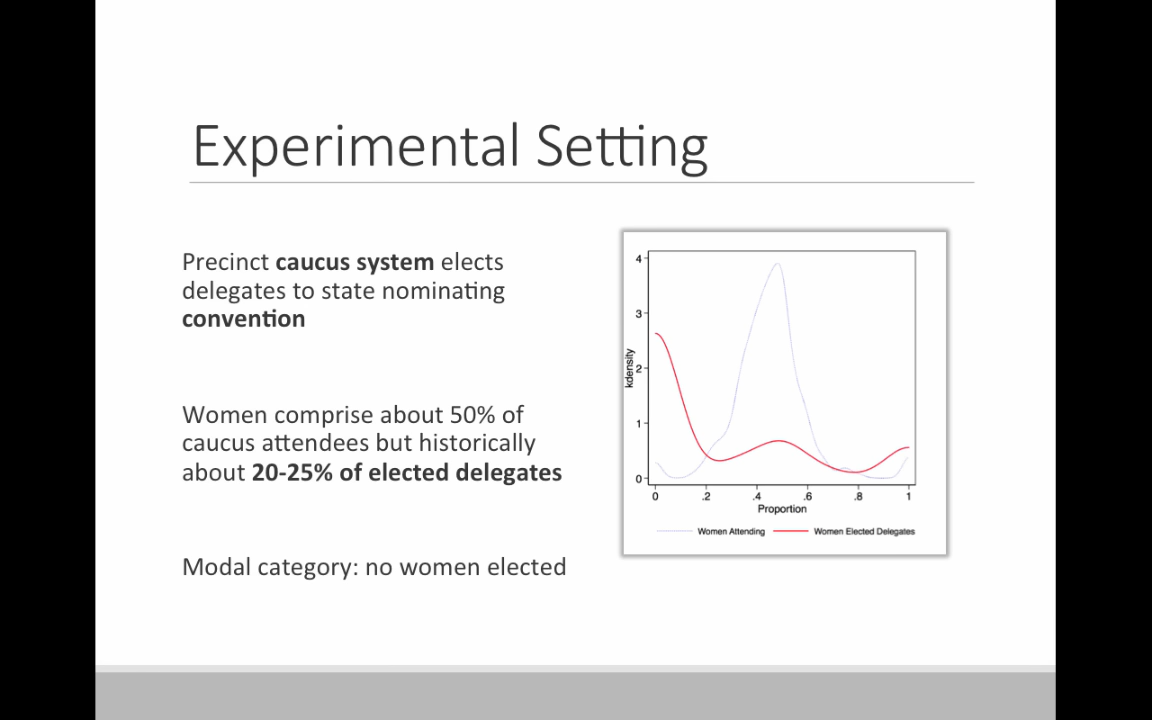 Experimental Setting
Precinct caucus system elects
delegates to state nominating
convention
Women comprise about 50% of
caucus attendees but historically
about 20-25% of elected delegates
Modal category: no women elected
4
3
2
1
0
kdensity
0 .2 .4 .6 .8 1
Proportion
Women Attending Women Elected Delegates